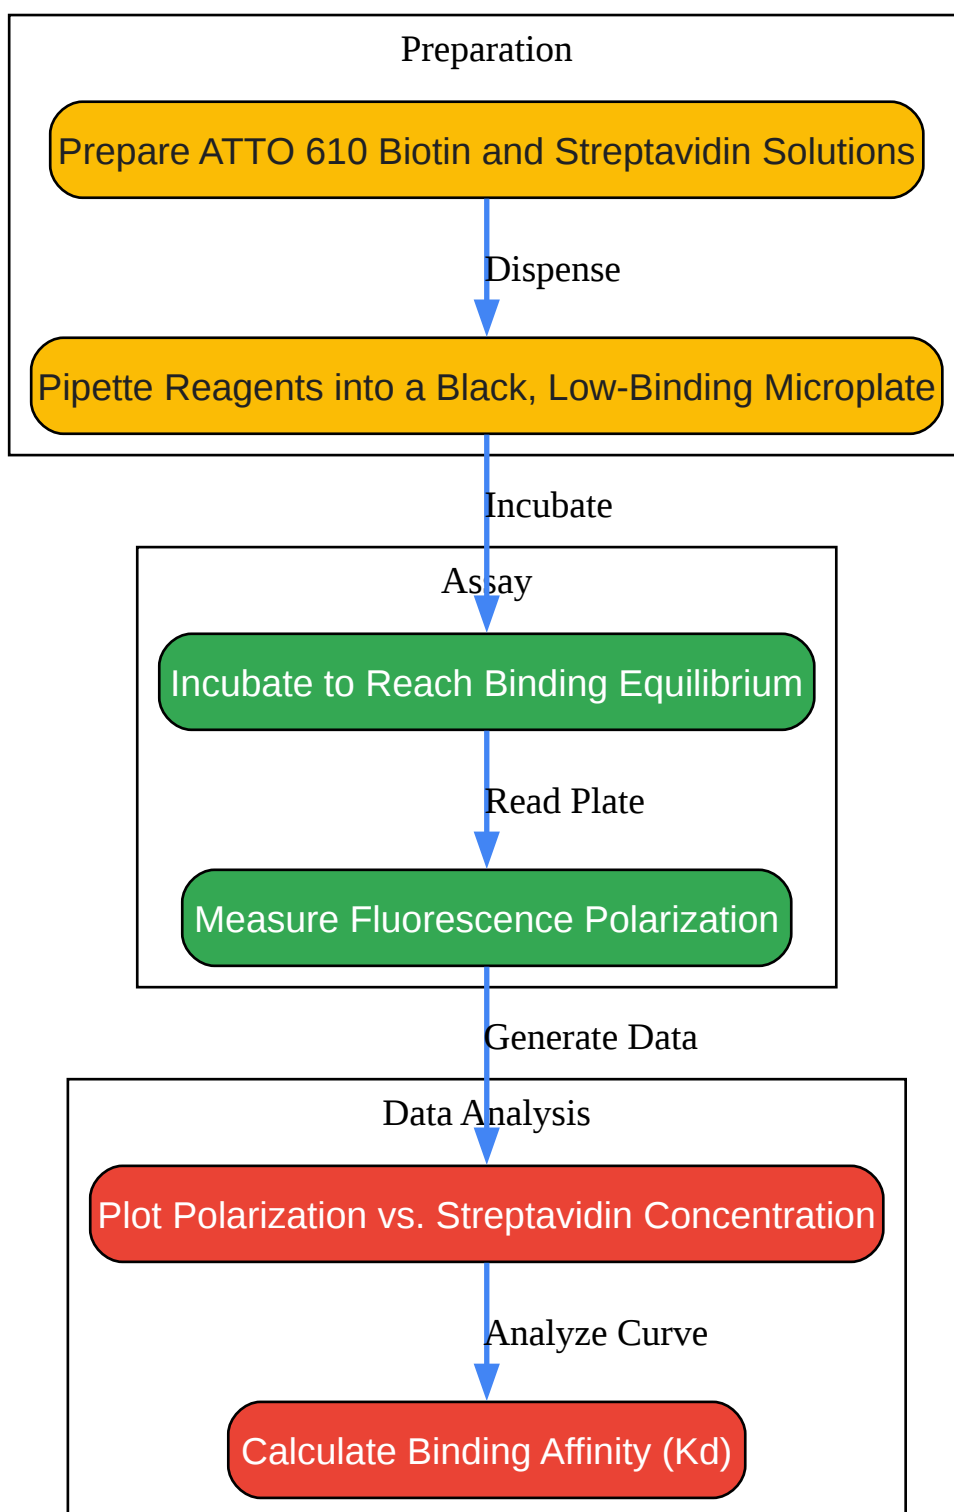 Preparation
Prepare ATTO 610 Biotin and Streptavidin Solutions
Dispense
Pipette Reagents into a Black, Low-Binding Microplate
Incubate
Assay
Incubate to Reach Binding Equilibrium
Read Plate
Measure Fluorescence Polarization
Generate Data
Data Analysis
Plot Polarization vs. Streptavidin Concentration
Analyze Curve
Calculate Binding Affinity (Kd)